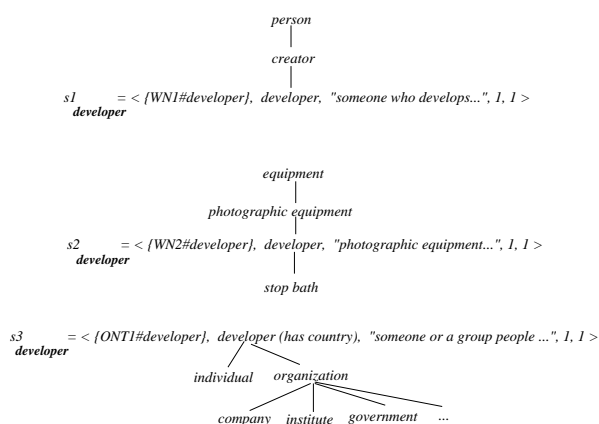 person
creator
s1 developer = < {WN1#developer}, developer, "someone who develops...", 1, 1 >
equipment
photographic equipment
s2 developer = < {WN2#developer}, developer, "photographic equipment...", 1, 1 >
stop bath
s3 developer = < {ONT1#developer}, developer (has country), "someone or a group people ...", 1, 1 >
individual organization
company institute government ...